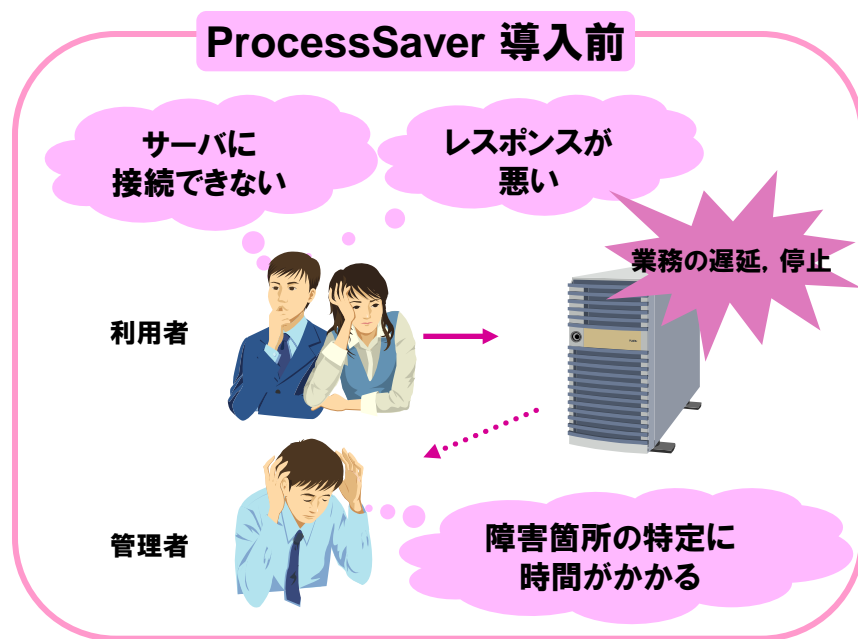 ProcessSaver 導入前
サーバに
接続できない
レスポンスが
悪い
業務の遅延, 停止
利用者
管理者
障害箇所の特定に
時間がかかる